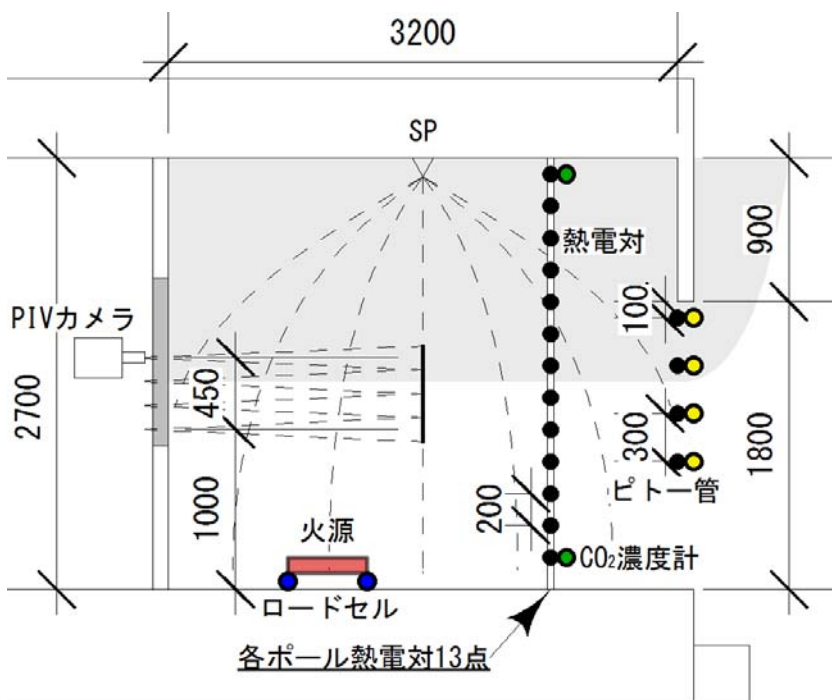 3200
SP
熱電対
900
100
PIVカメラ
450
2700
300
1800
ピトー管
1000
200
火源
CO₂濃度計
ロードセル
各ポール熱電対13点